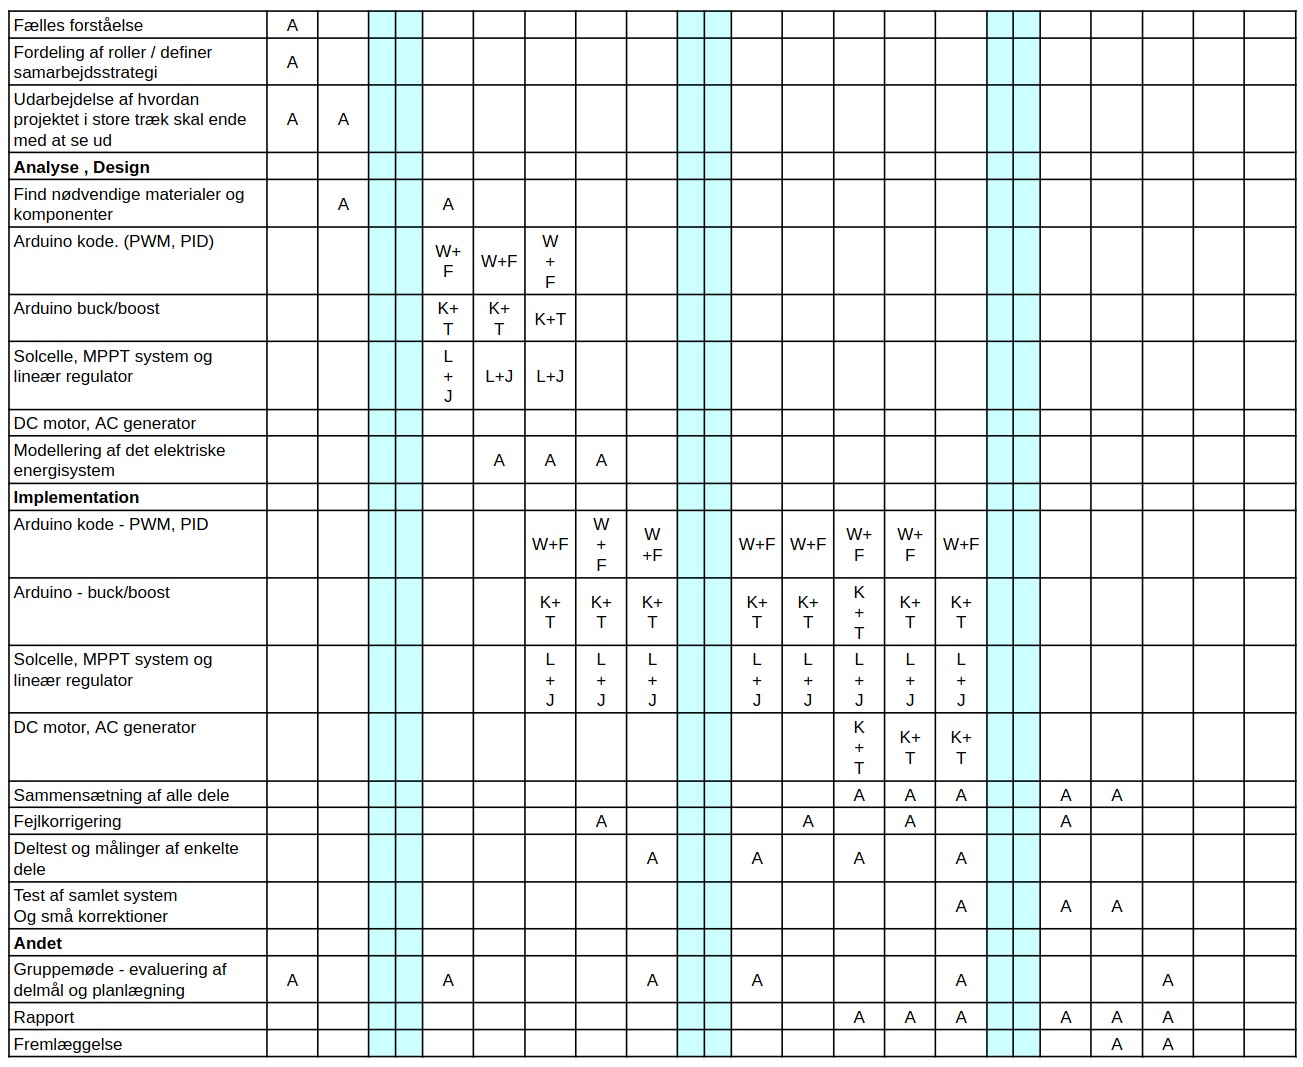 Fælles forståelse A
Fordeling af roller / definer
samarbejdsstrategi A
Udarbejdelse af hvordan
projektet i store træk skal ende
med at se ud A A
Analyse , Design
Find nødvendige materialer og
komponenter A A
Arduino kode. (PWM, PID) W+
F W+F W
+
F
Arduino buck/boost K+
T K+
T K+T
Solcelle, MPPT system og
lineær regulator L
+
J L+J L+J
DC motor, AC generator
Modellering af det elektriske
energisystem A A A
Implementation
Arduino kode - PWM, PID W+F W
+
F W
+F W+F W+F W+
F W+
F W+F
Arduino - buck/boost K+
T K+
T K+
T K+
T K+
T K
+
T K+
T K+
T
Solcelle, MPPT system og
lineær regulator L
+
J L
+
J L
+
J L
+
J L
+
J L
+
J L
+
J L
+
J
DC motor, AC generator K
+
T K+
T K+
T
Sammensætning af alle dele A A A A A
Fejlkorrigering A A A A
Deltest og målinger af enkelte
dele A A A A
Test af samlet system
Og små korrektioner A A A
Andet
Gruppemøde - evaluering af
delmål og planlægning A A A A A A
Rapport A A A A A A
Fremlæggelse A A